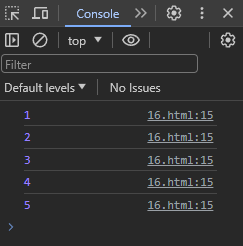 Console
top
Filter
Default levels No Issues
1 16.html:15
2 16.html:15
3 16.html:15
4 16.html:15
5 16.html:15